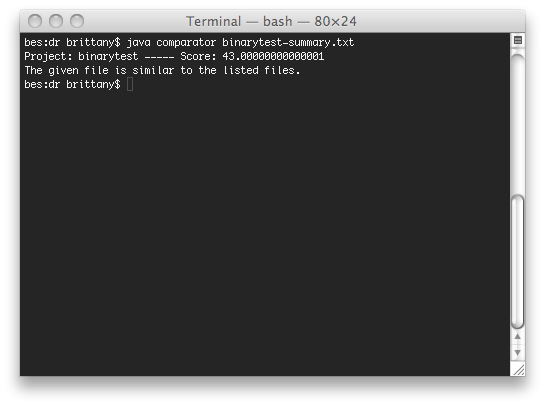 Terminal — bash — 80×24
bes:dr brittany$ java comparator binarytest-summary.txt
Project: binarytest ----- Score: 43.00000000000001
The given file is similar to the listed files.
bes:dr brittany$